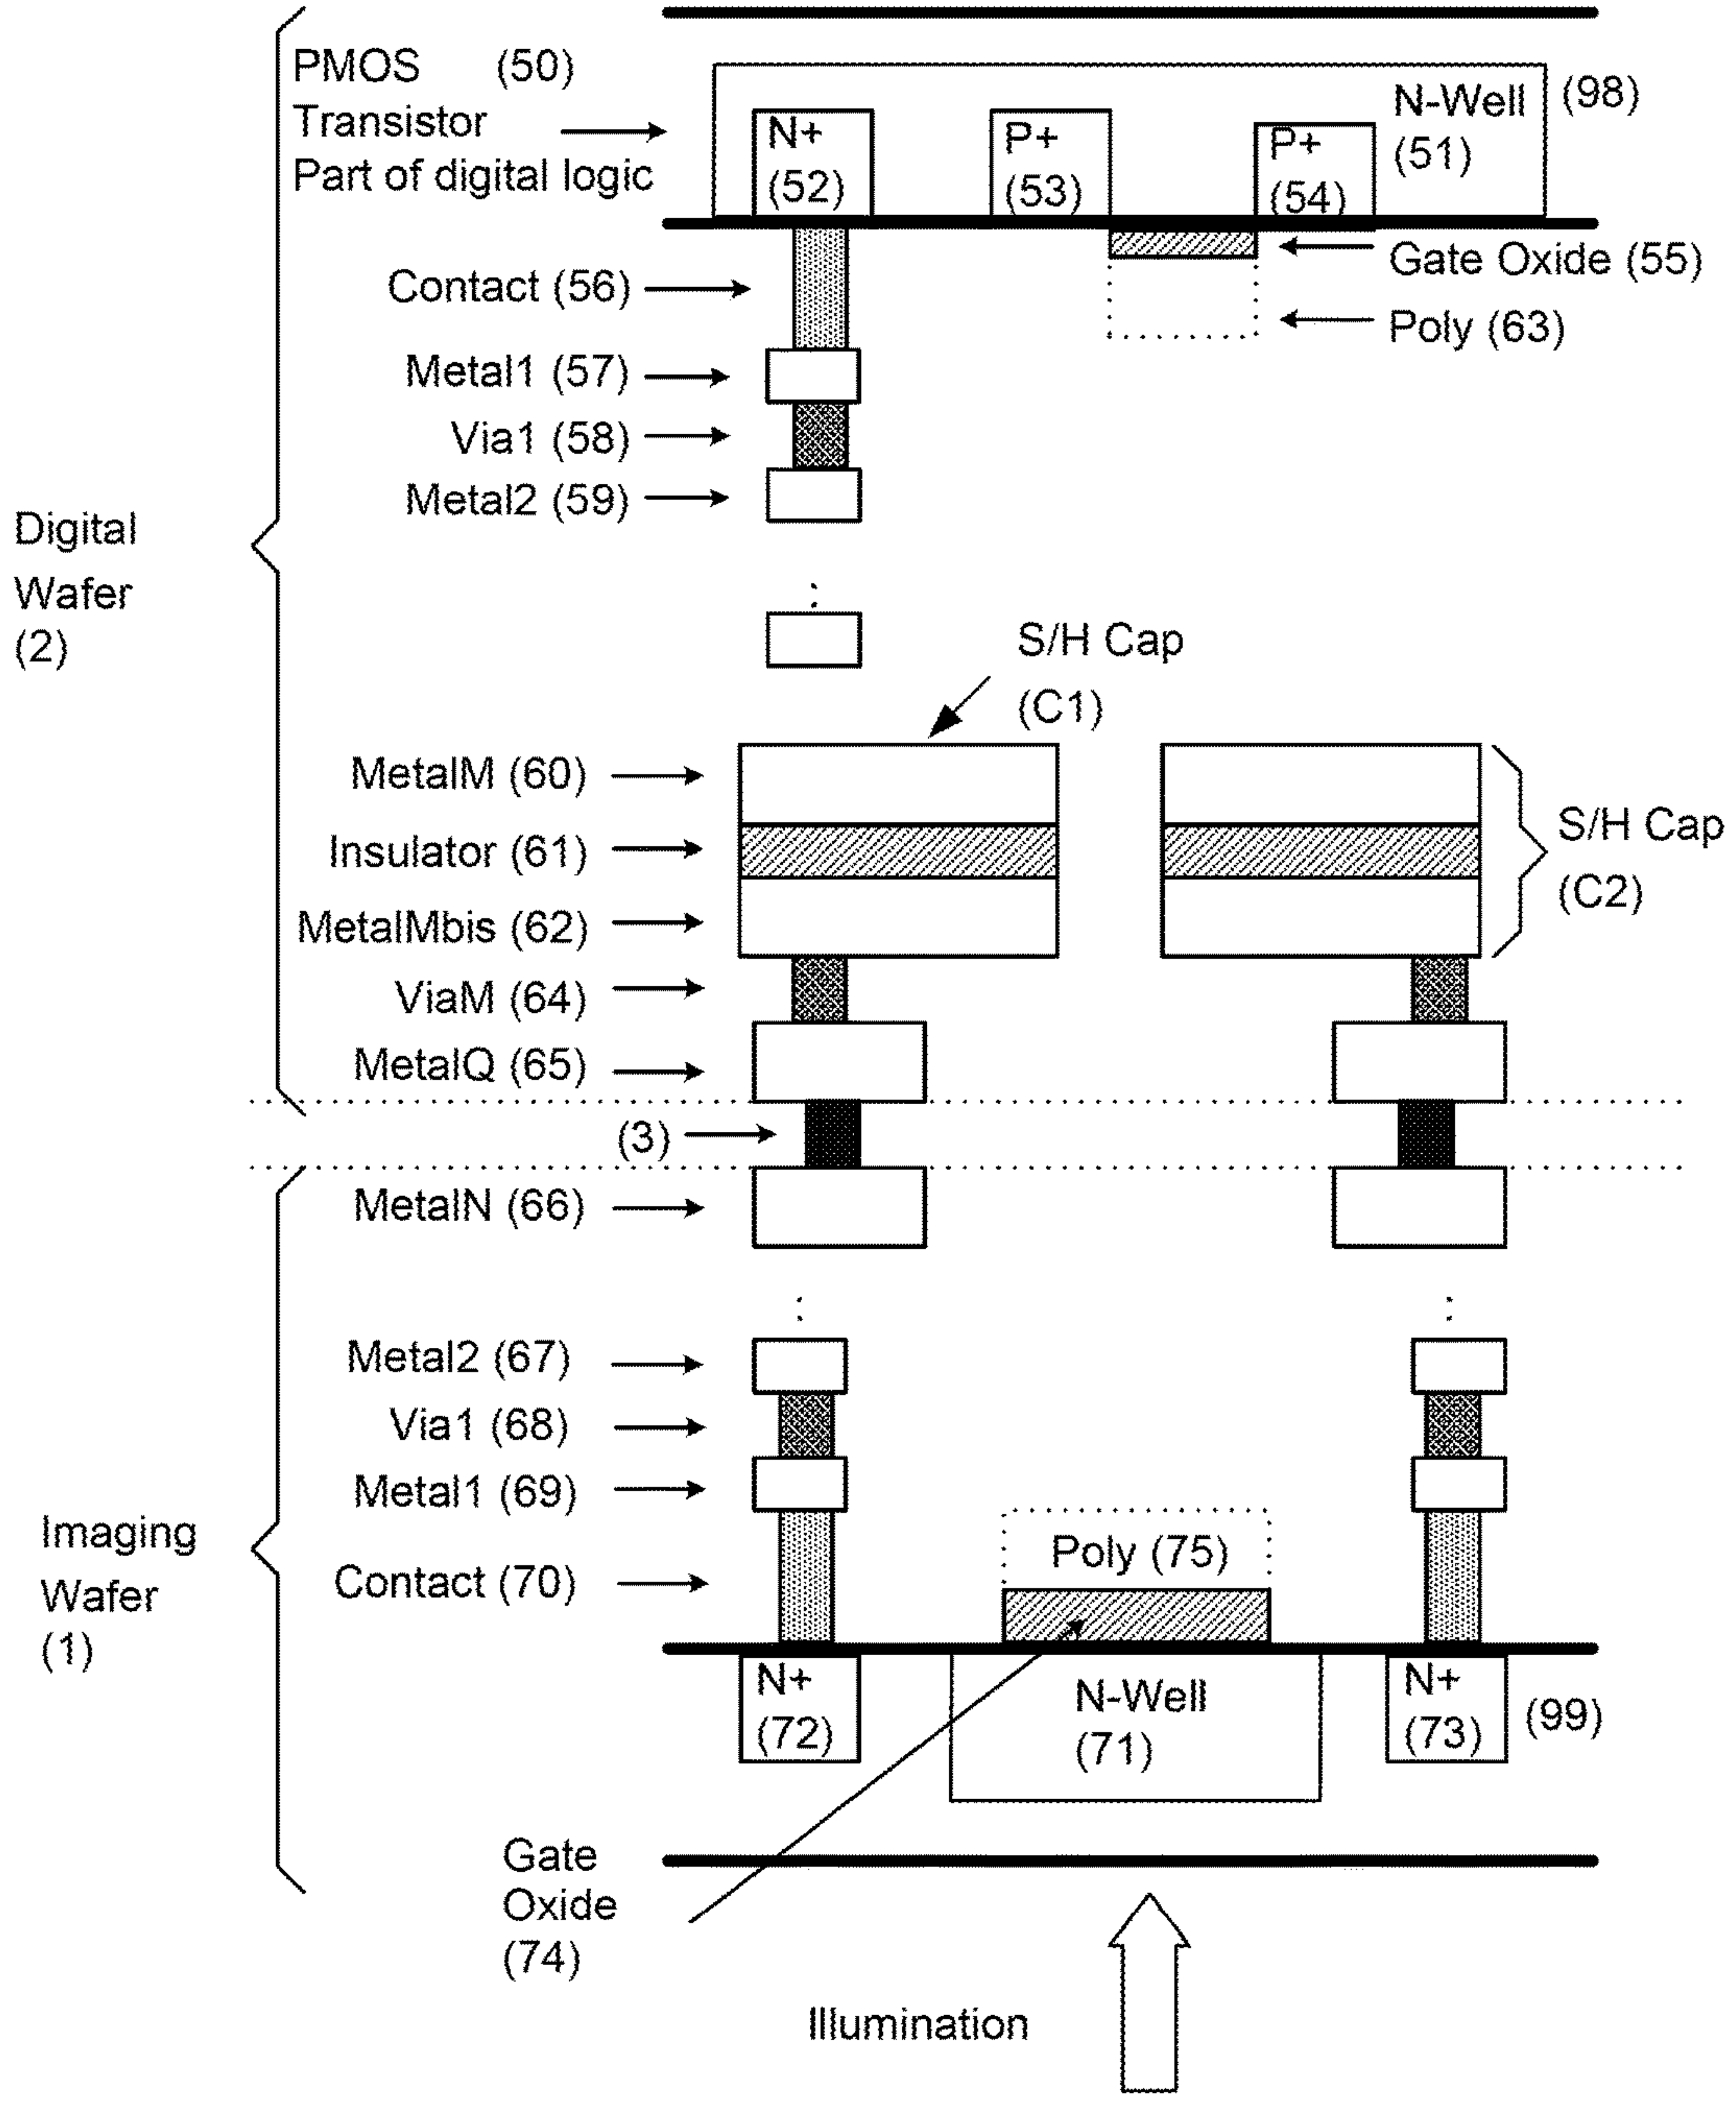 PMOS (50)
Transistor
Part of digital logic
N+
(52)
P+
(53)
P+
(54)
N-Well
(51)
(98)
Contact (56)
Gate Oxide (55)
Poly (63)
Metal1 (57)
Via1 (58)
Metal2 (59)
Digital
Wafer
(2)
S/H Cap
(C1)
MetalM (60)
Insulator (61)
MetalMbis (62)
S/H Cap
(C2)
ViaM (64)
MetalQ (65)
(3)
MetalN (66)
Metal2 (67)
Via1 (68)
Metal1 (69)
Imaging
Wafer
(1)
Contact (70)
Poly (75)
N+
(72)
N-Well
(71)
N+
(73)
(99)
Gate
Oxide
(74)
Illumination